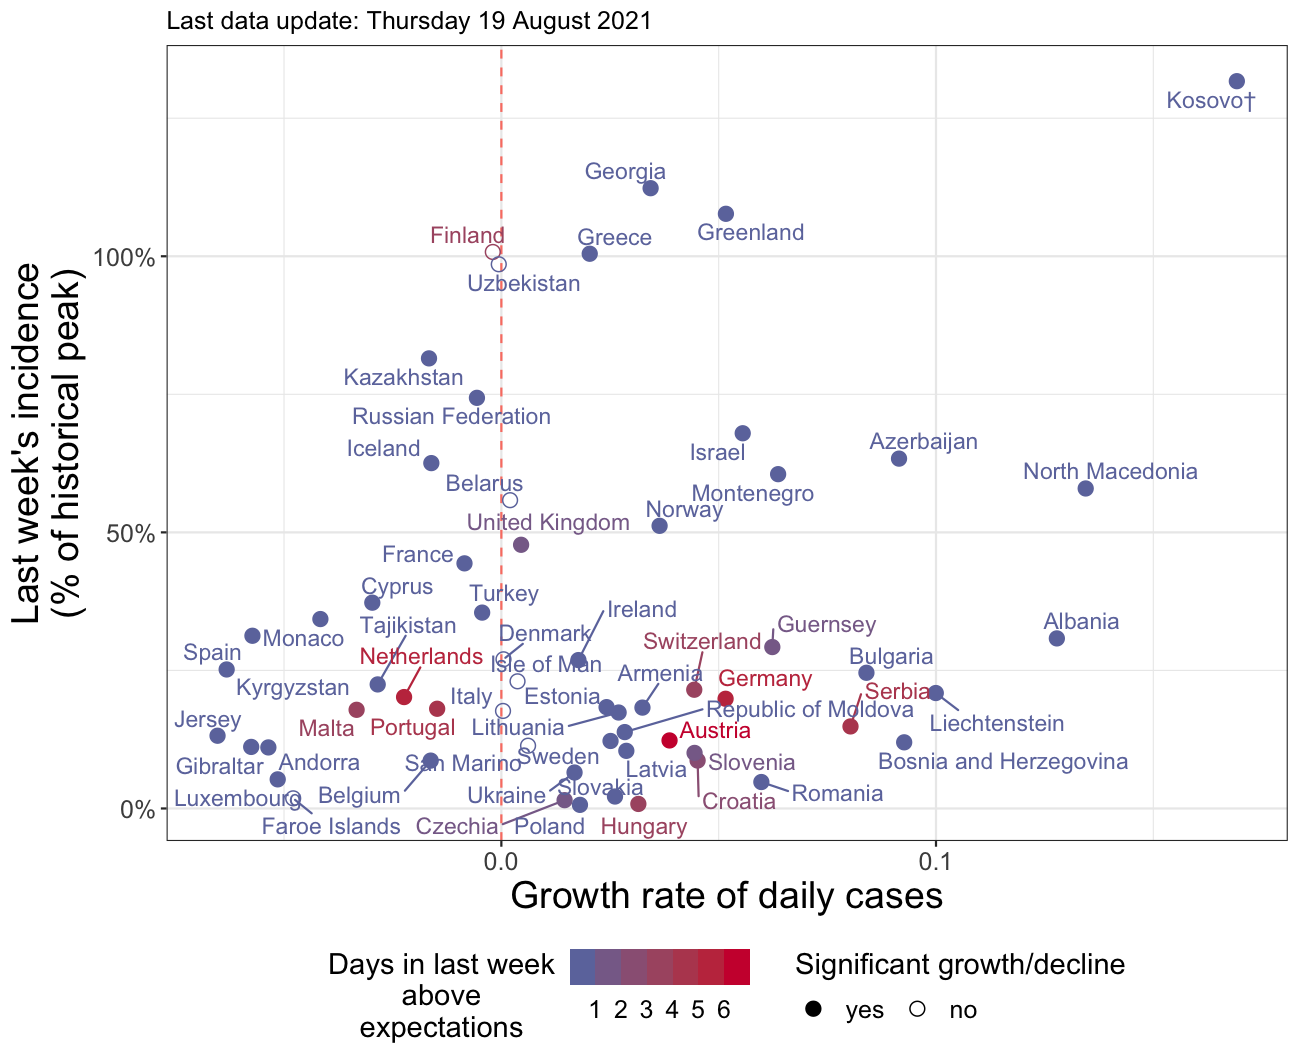 Last data update: Thursday 19 August 2021
Kosovo†
Georgia
Greenland
Finland
Greece
100%
Uzbekistan
Kazakhstan
Russian Federation
Iceland
Israel
Azerbaijan
North Macedonia
Belarus
Montenegro
Norway
United Kingdom
50%
France
Cyprus
Turkey
Ireland
Tajikistan
Monaco
Denmark
Guernsey
Albania
Switzerland
Spain
Netherlands
Isle of Man
Bulgaria
Kyrgyzstan
Armenia
Germany
Italy
Estonia
Serbia
Jersey
Malta
Portugal
Lithuania
Republic of Moldova
Liechtenstein
Austria
Gibraltar
Andorra
San Marino
Sweden
Latvia
Slovenia
Bosnia and Herzegovina
Luxembourg
Belgium
Ukraine
Slovakia
Croatia
Romania
0%
Faroe Islands
Czechia
Poland
Hungary
0.0
0.1
Last week's incidence
(% of historical peak)
Growth rate of daily cases
Days in last week
above
expectations
1 2 3 4 5 6
Significant growth/decline
yes
no